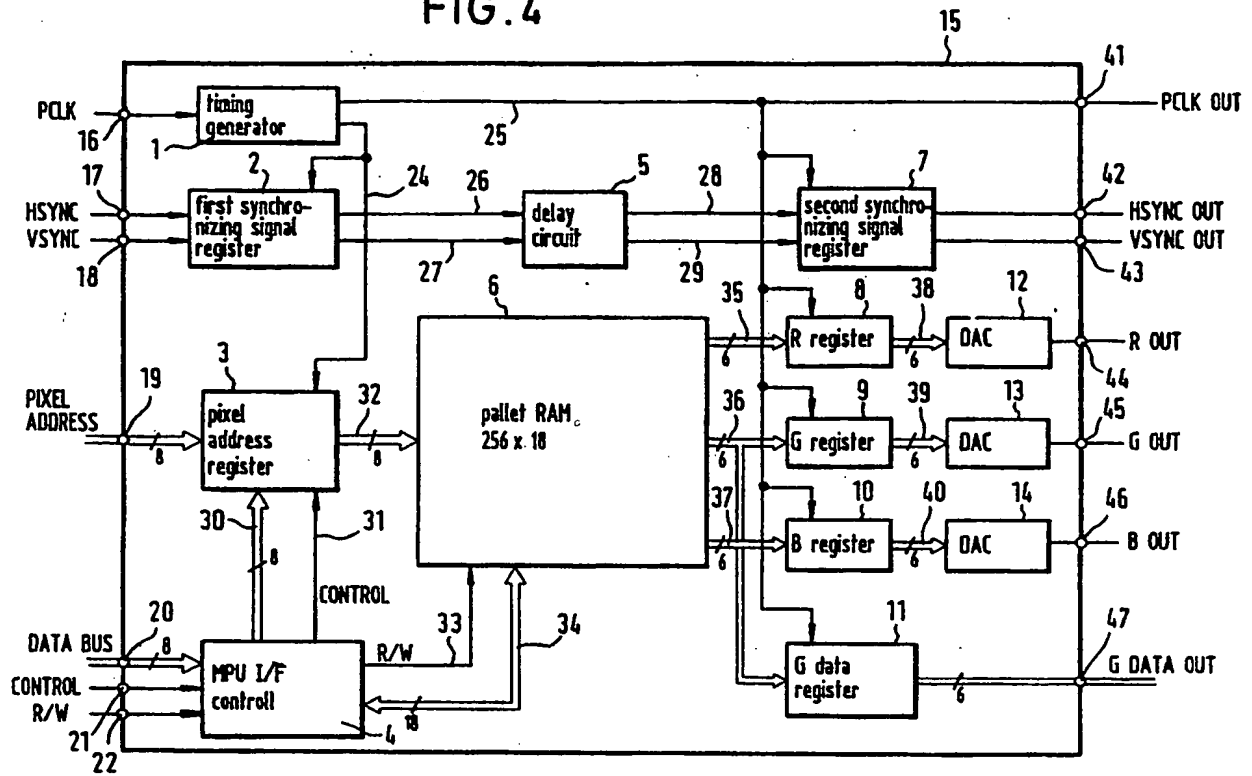 FIG. 4
15
41
PCLK
16
timing
generator
1
25
PCLK OUT
17
2
24
26
5
28
7
42
HSYNC
VSYNC
18
first synchro-
nizing signal
register
27
delay
circuit
29
second synchro-
nizing signal
register
HSYNC OUT
VSYNC OUT
43
6
35
6
8
R register
38
6
12
DAC
R OUT
44
PIXEL
ADDRESS
19
8
3
pixel
address
register
32
8
pallet RAM
256 x 18
36
6
9
G register
39
6
13
DAC
45
G OUT
30
8
31
CONTROL
37
6
10
B register
40
6
14
DAC
46
B OUT
DATA BUS
20
8
CONTROL
R/W
21
22
MPU I/F
controll
4
R/W
33
34
18
11
G data
register
6
47
G DATA OUT